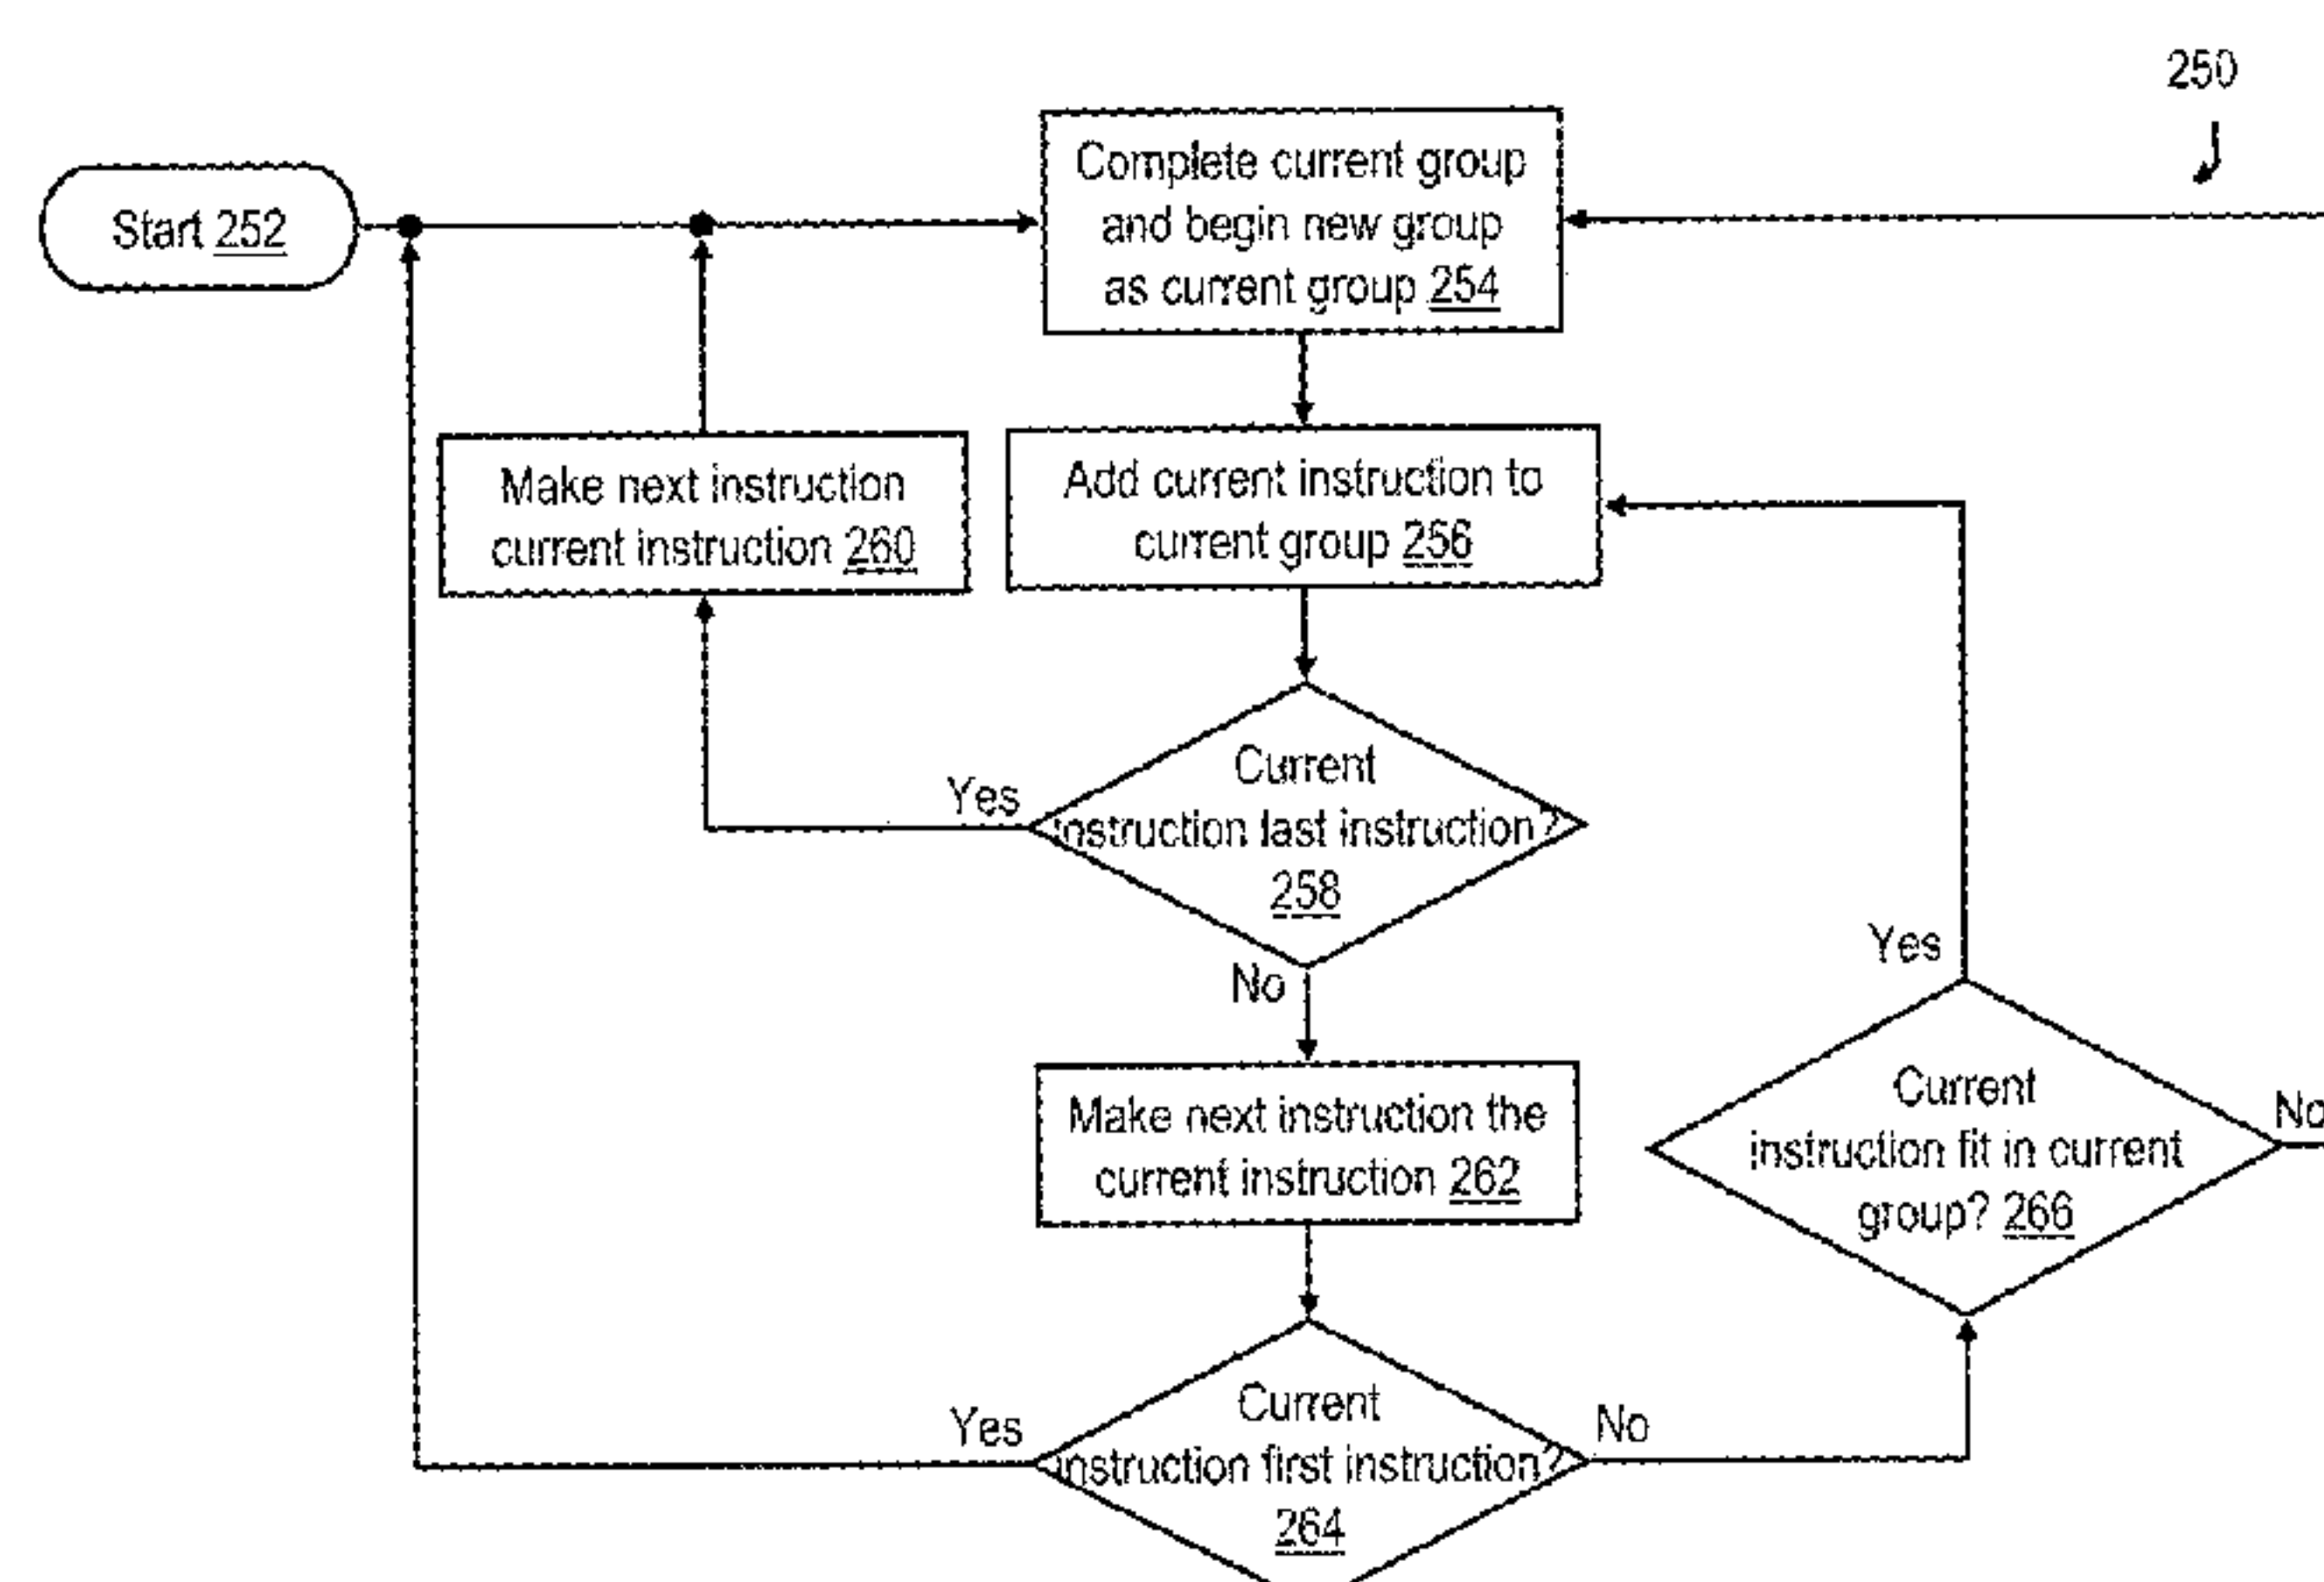 250
Start 252
Complete current group
and begin new group
as current group 254
Make next instruction
current instruction 260
Add current instruction to
current group 256
Yes
Current
instruction last instruction?
258
No
Yes
Make next instruction the
current instruction 262
Current
instruction fit in current
group? 266
No
Yes
Current
instruction first instruction?
264
No